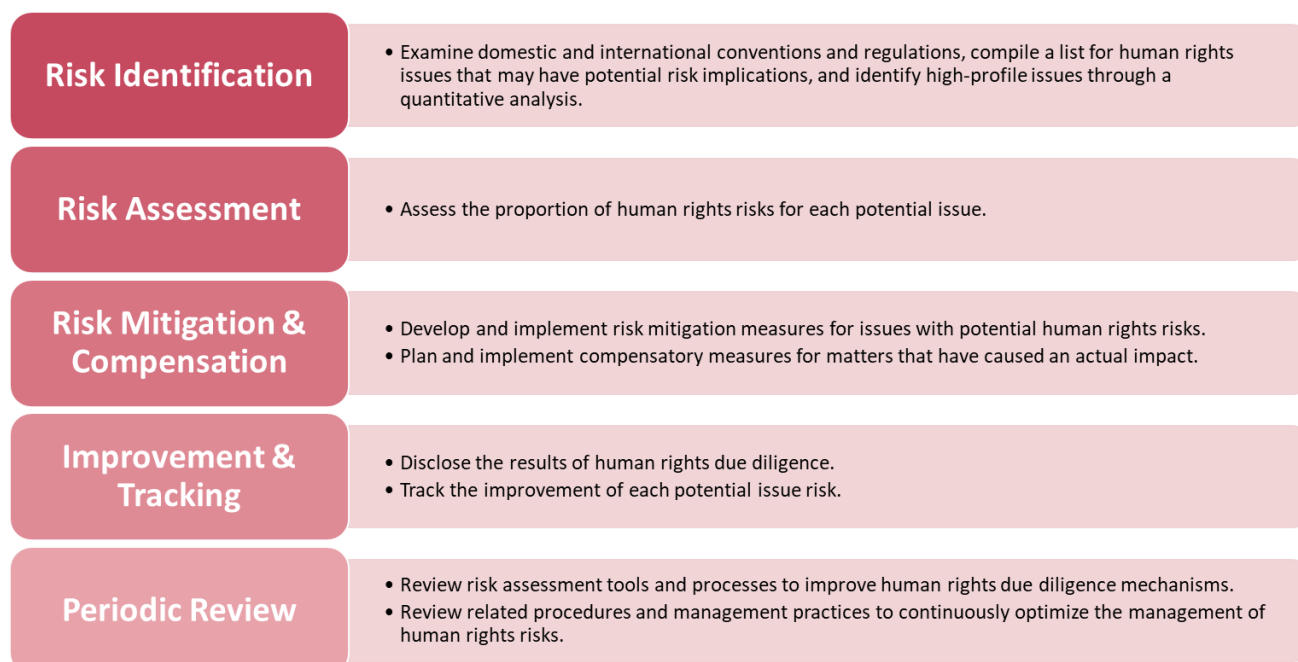 Risk Identification
• Examine domestic and international conventions and regulations, compile a list for human rights
issues that may have potential risk implications, and identify high-profile issues through a
quantitative analysis.
Risk Assessment
• Assess the proportion of human rights risks for each potential issue.
Risk Mitigation &
Compensation
• Develop and implement risk mitigation measures for issues with potential human rights risks.
• Plan and implement compensatory measures for matters that have caused an actual impact.
Improvement &
Tracking
• Disclose the results of human rights due diligence.
• Track the improvement of each potential issue risk.
Periodic Review
• Review risk assessment tools and processes to improve human rights due diligence mechanisms.
• Review related procedures and management practices to continuously optimize the management of
human rights risks.